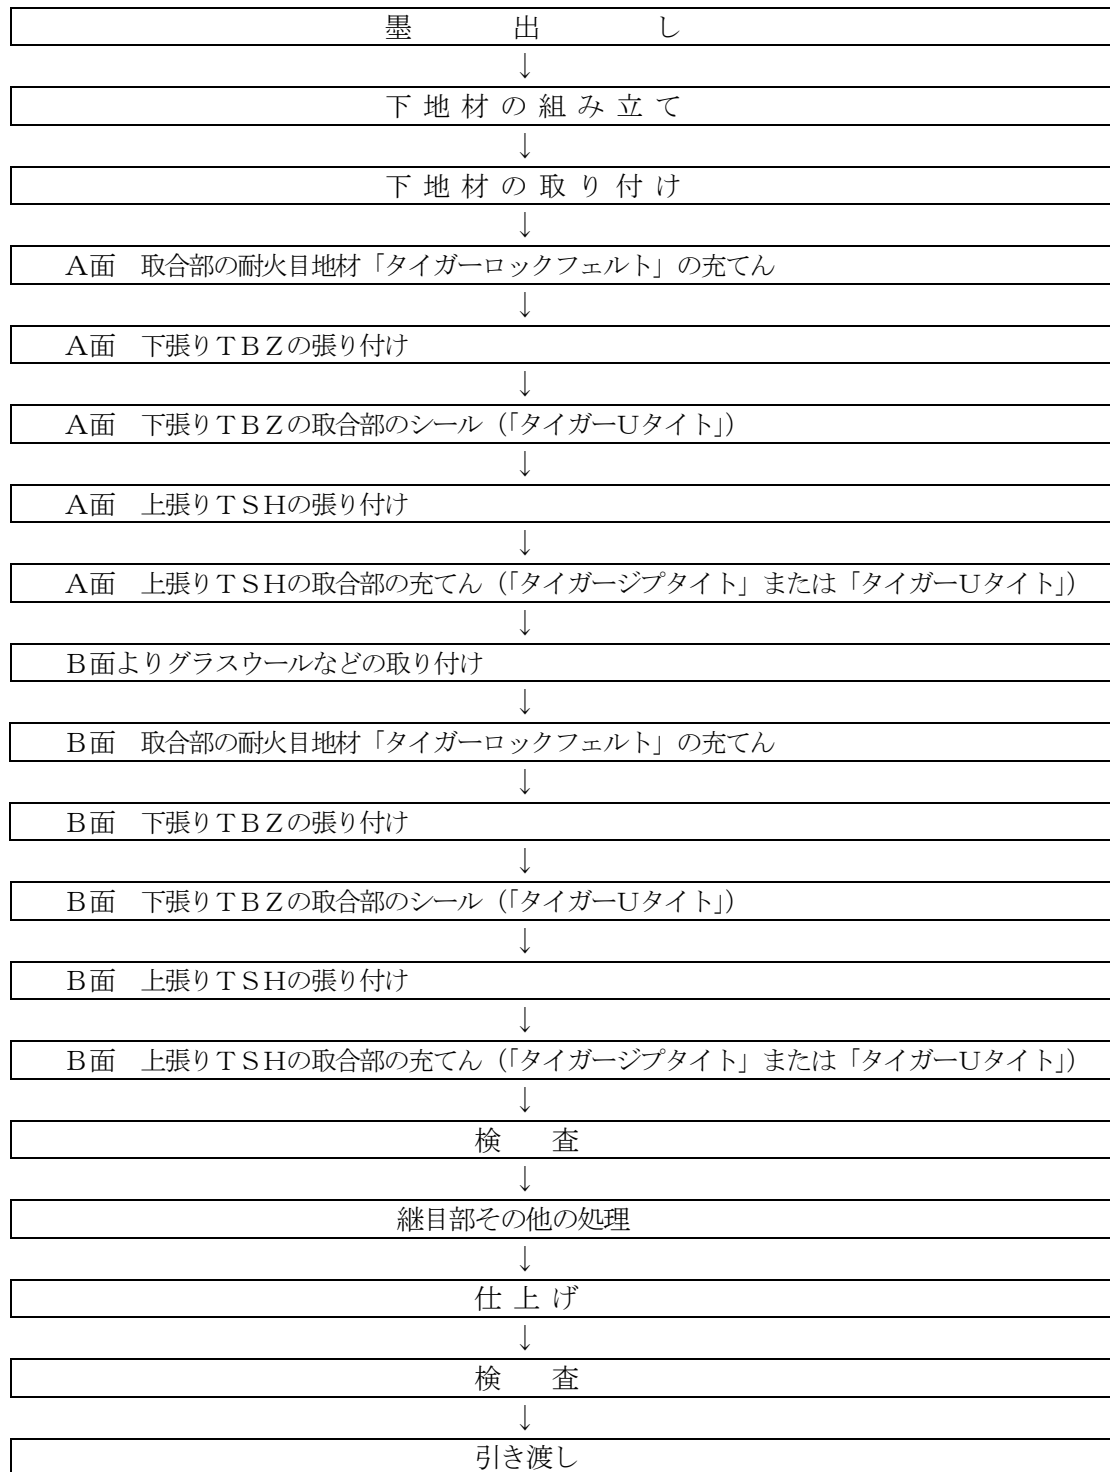 墨出し
↓
下地材の組み立て
↓
下地材の取り付け
↓
A面　取合部の耐火目地材「タイガーロックフェルト」の充てん
↓
A面　下張りＴＢＺの張り付け
↓
A面　下張りＴＢＺの取合部のシール（「タイガーＵタイト」）
↓
A面　上張りＴＳＨの張り付け
↓
A面　上張りＴＳＨの取合部の充てん（「タイガージプタイト」または「タイガーＵタイト」）
↓
Ｂ面よりグラスウールなどの取り付け
↓
Ｂ面　取合部の耐火目地材「タイガーロックフェルト」の充てん
↓
Ｂ面　下張りＴＢＺの張り付け
↓
Ｂ面　下張りＴＢＺの取合部のシール（「タイガーＵタイト」）
↓
Ｂ面　上張りＴＳＨの張り付け
↓
Ｂ面　上張りＴＳＨの取合部の充てん（「タイガージプタイト」または「タイガーＵタイト」）
↓
検　査
↓
継目部その他の処理
↓
仕上げ
↓
検　査
↓
引き渡し